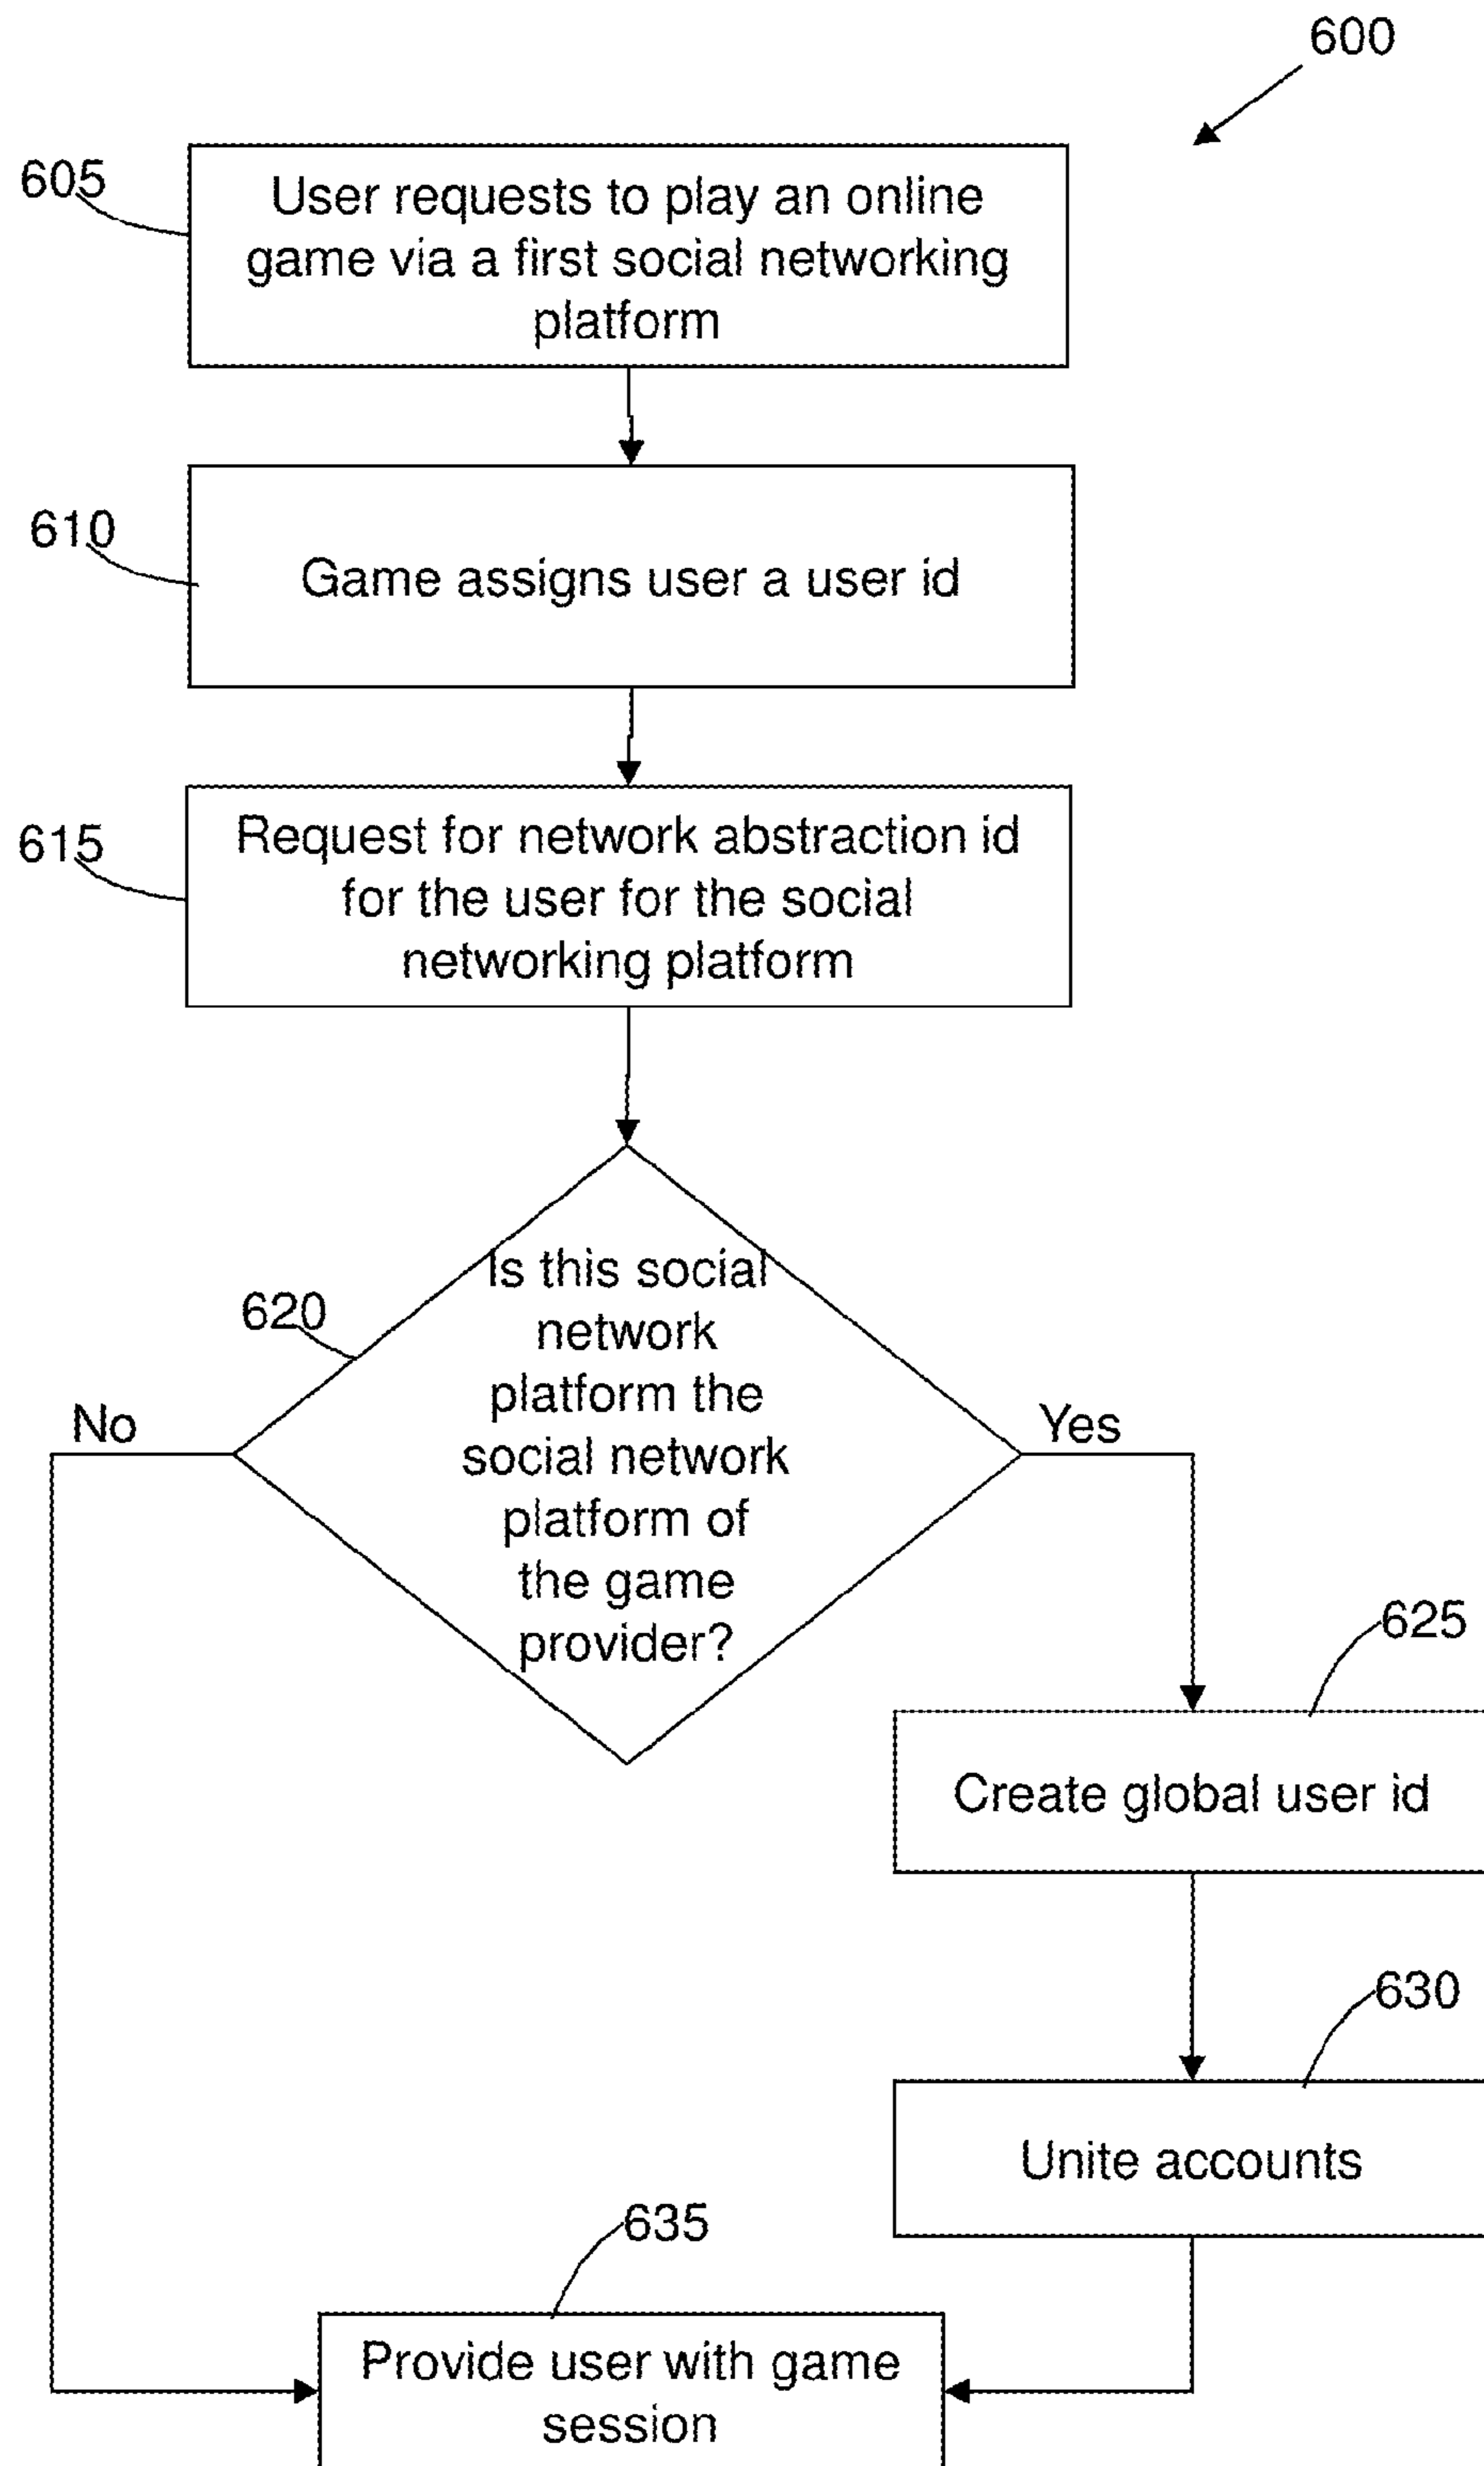 600
605
User requests to play an online
game via a first social networking
platform
610
Game assigns user a user id
615
Request for network abstraction id
for the user for the social
networking platform
620
Is this social
network
platform the
social network
platform of
the game
provider?
No
Yes
625
Create global user id
630
Unite accounts
635
Provide user with game
session